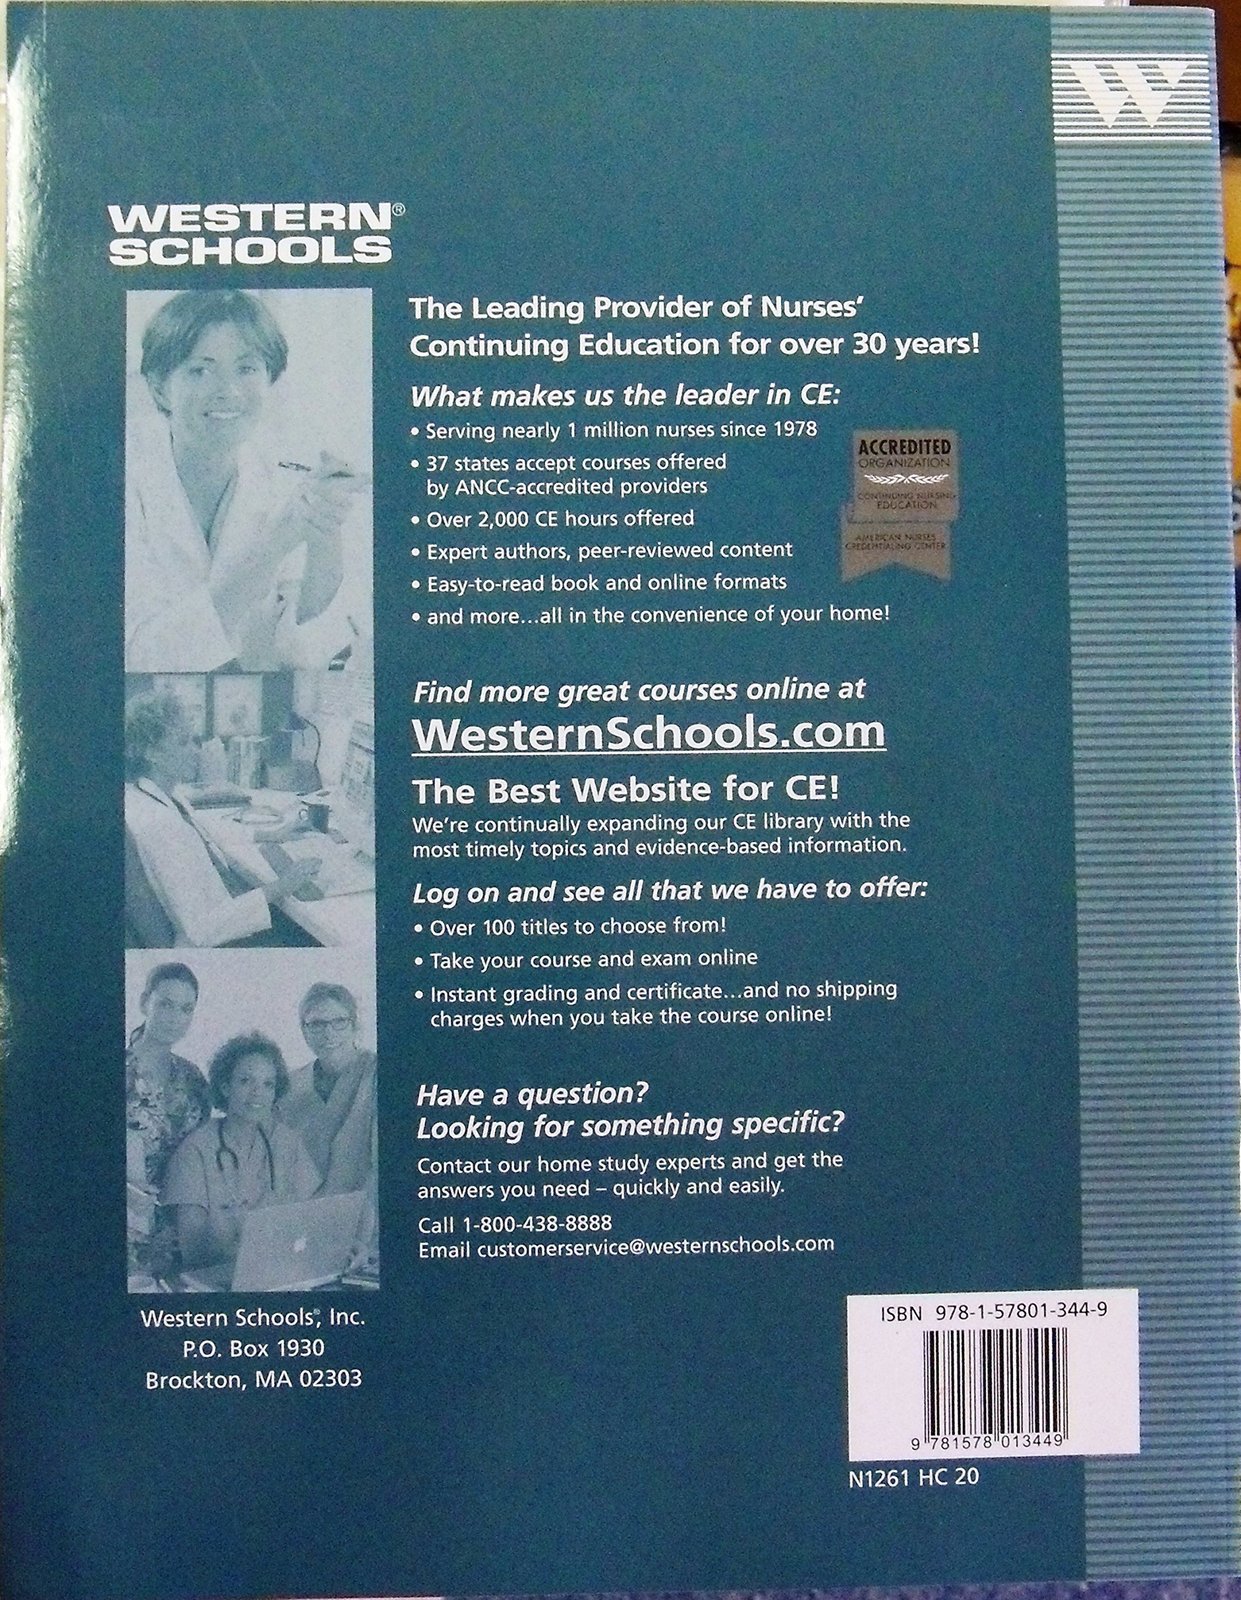 W
WESTERN®
SCHOOLS
The Leading Provider of Nurses’
Continuing Education for over 30 years!
What makes us the leader in CE:
• Serving nearly 1 million nurses since 1978
• 37 states accept courses offered
by ANCC-accredited providers
• Over 2,000 CE hours offered
• Expert authors, peer-reviewed content
• Easy-to-read book and online formats
• and more...all in the convenience of your home!
ACCREDITED
ORGANIZATION
CONTINUING NURSING
EDUCATION
AMERICAN NURSES
CREDENTIALING CENTER
Find more great courses online at
WesternSchools.com
The Best Website for CE!
We’re continually expanding our CE library with the
most timely topics and evidence-based information.
Log on and see all that we have to offer:
• Over 100 titles to choose from!
• Take your course and exam online
• Instant grading and certificate...and no shipping
charges when you take the course online!
Have a question?
Looking for something specific?
Contact our home study experts and get the
answers you need – quickly and easily.
Call 1-800-438-8888
Email customerservice@westernschools.com
Western Schools®, Inc.
P.O. Box 1930
Brockton, MA 02303
ISBN 978-1-57801-344-9
9 781578 013449
N1261 HC 20